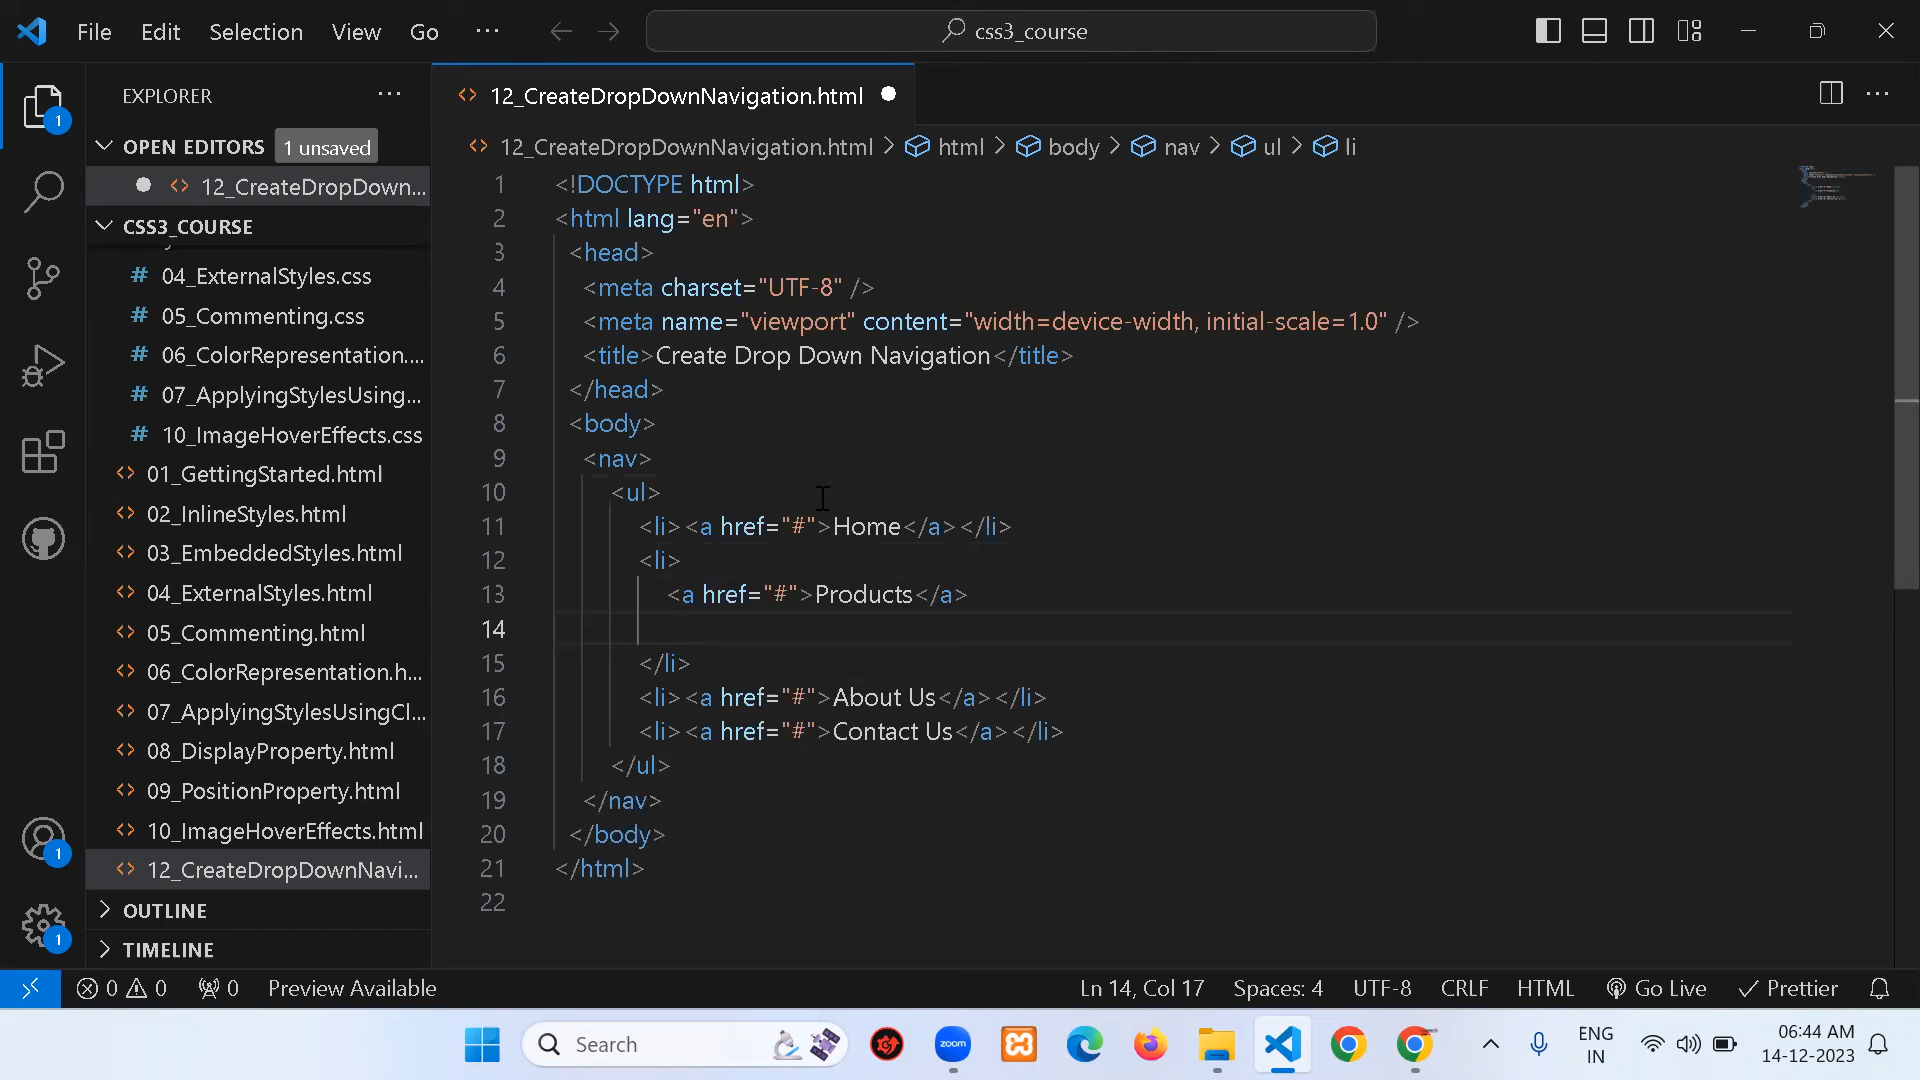 File Edit Selection View Go ··· css3_course
EXPLORER ···
OPEN EDITORS 1 unsaved
12_CreateDropDown...
CSS3_COURSE
# 04_ExternalStyles.css
# 05_Commenting.css
# 06_ColorRepresentation....
# 07_ApplyingStylesUsing...
# 10_ImageHoverEffects.css
<> 01_GettingStarted.html
<> 02_InlineStyles.html
<> 03_EmbeddedStyles.html
<> 04_ExternalStyles.html
<> 05_Commenting.html
<> 06_ColorRepresentation.h...
<> 07_ApplyingStylesUsingCl...
<> 08_DisplayProperty.html
<> 09_PositionProperty.html
<> 10_ImageHoverEffects.html
<> 12_CreateDropDownNavi...
OUTLINE
TIMELINE
1
1
1
12_CreateDropDownNavigation.html
12_CreateDropDownNavigation.html > html > body > nav > ul > li
1 <!DOCTYPE html>
2 <html lang="en">
3 <head>
4 <meta charset="UTF-8" />
5 <meta name="viewport" content="width=device-width, initial-scale=1.0" />
6 <title>Create Drop Down Navigation</title>
7 </head>
8 <body>
9 <nav>
10 <ul>
11 <li><a href="#">Home</a></li>
12 <li>
13 <a href="#">Products</a>
14
15 </li>
16 <li><a href="#">About Us</a></li>
17 <li><a href="#">Contact Us</a></li>
18 </ul>
19 </nav>
20 </body>
21 </html>
22
0 0 0 Preview Available Ln 14, Col 17 Spaces: 4 UTF-8 CRLF HTML Go Live Prettier
Search zoom ENG IN 06:44 AM
14-12-2023